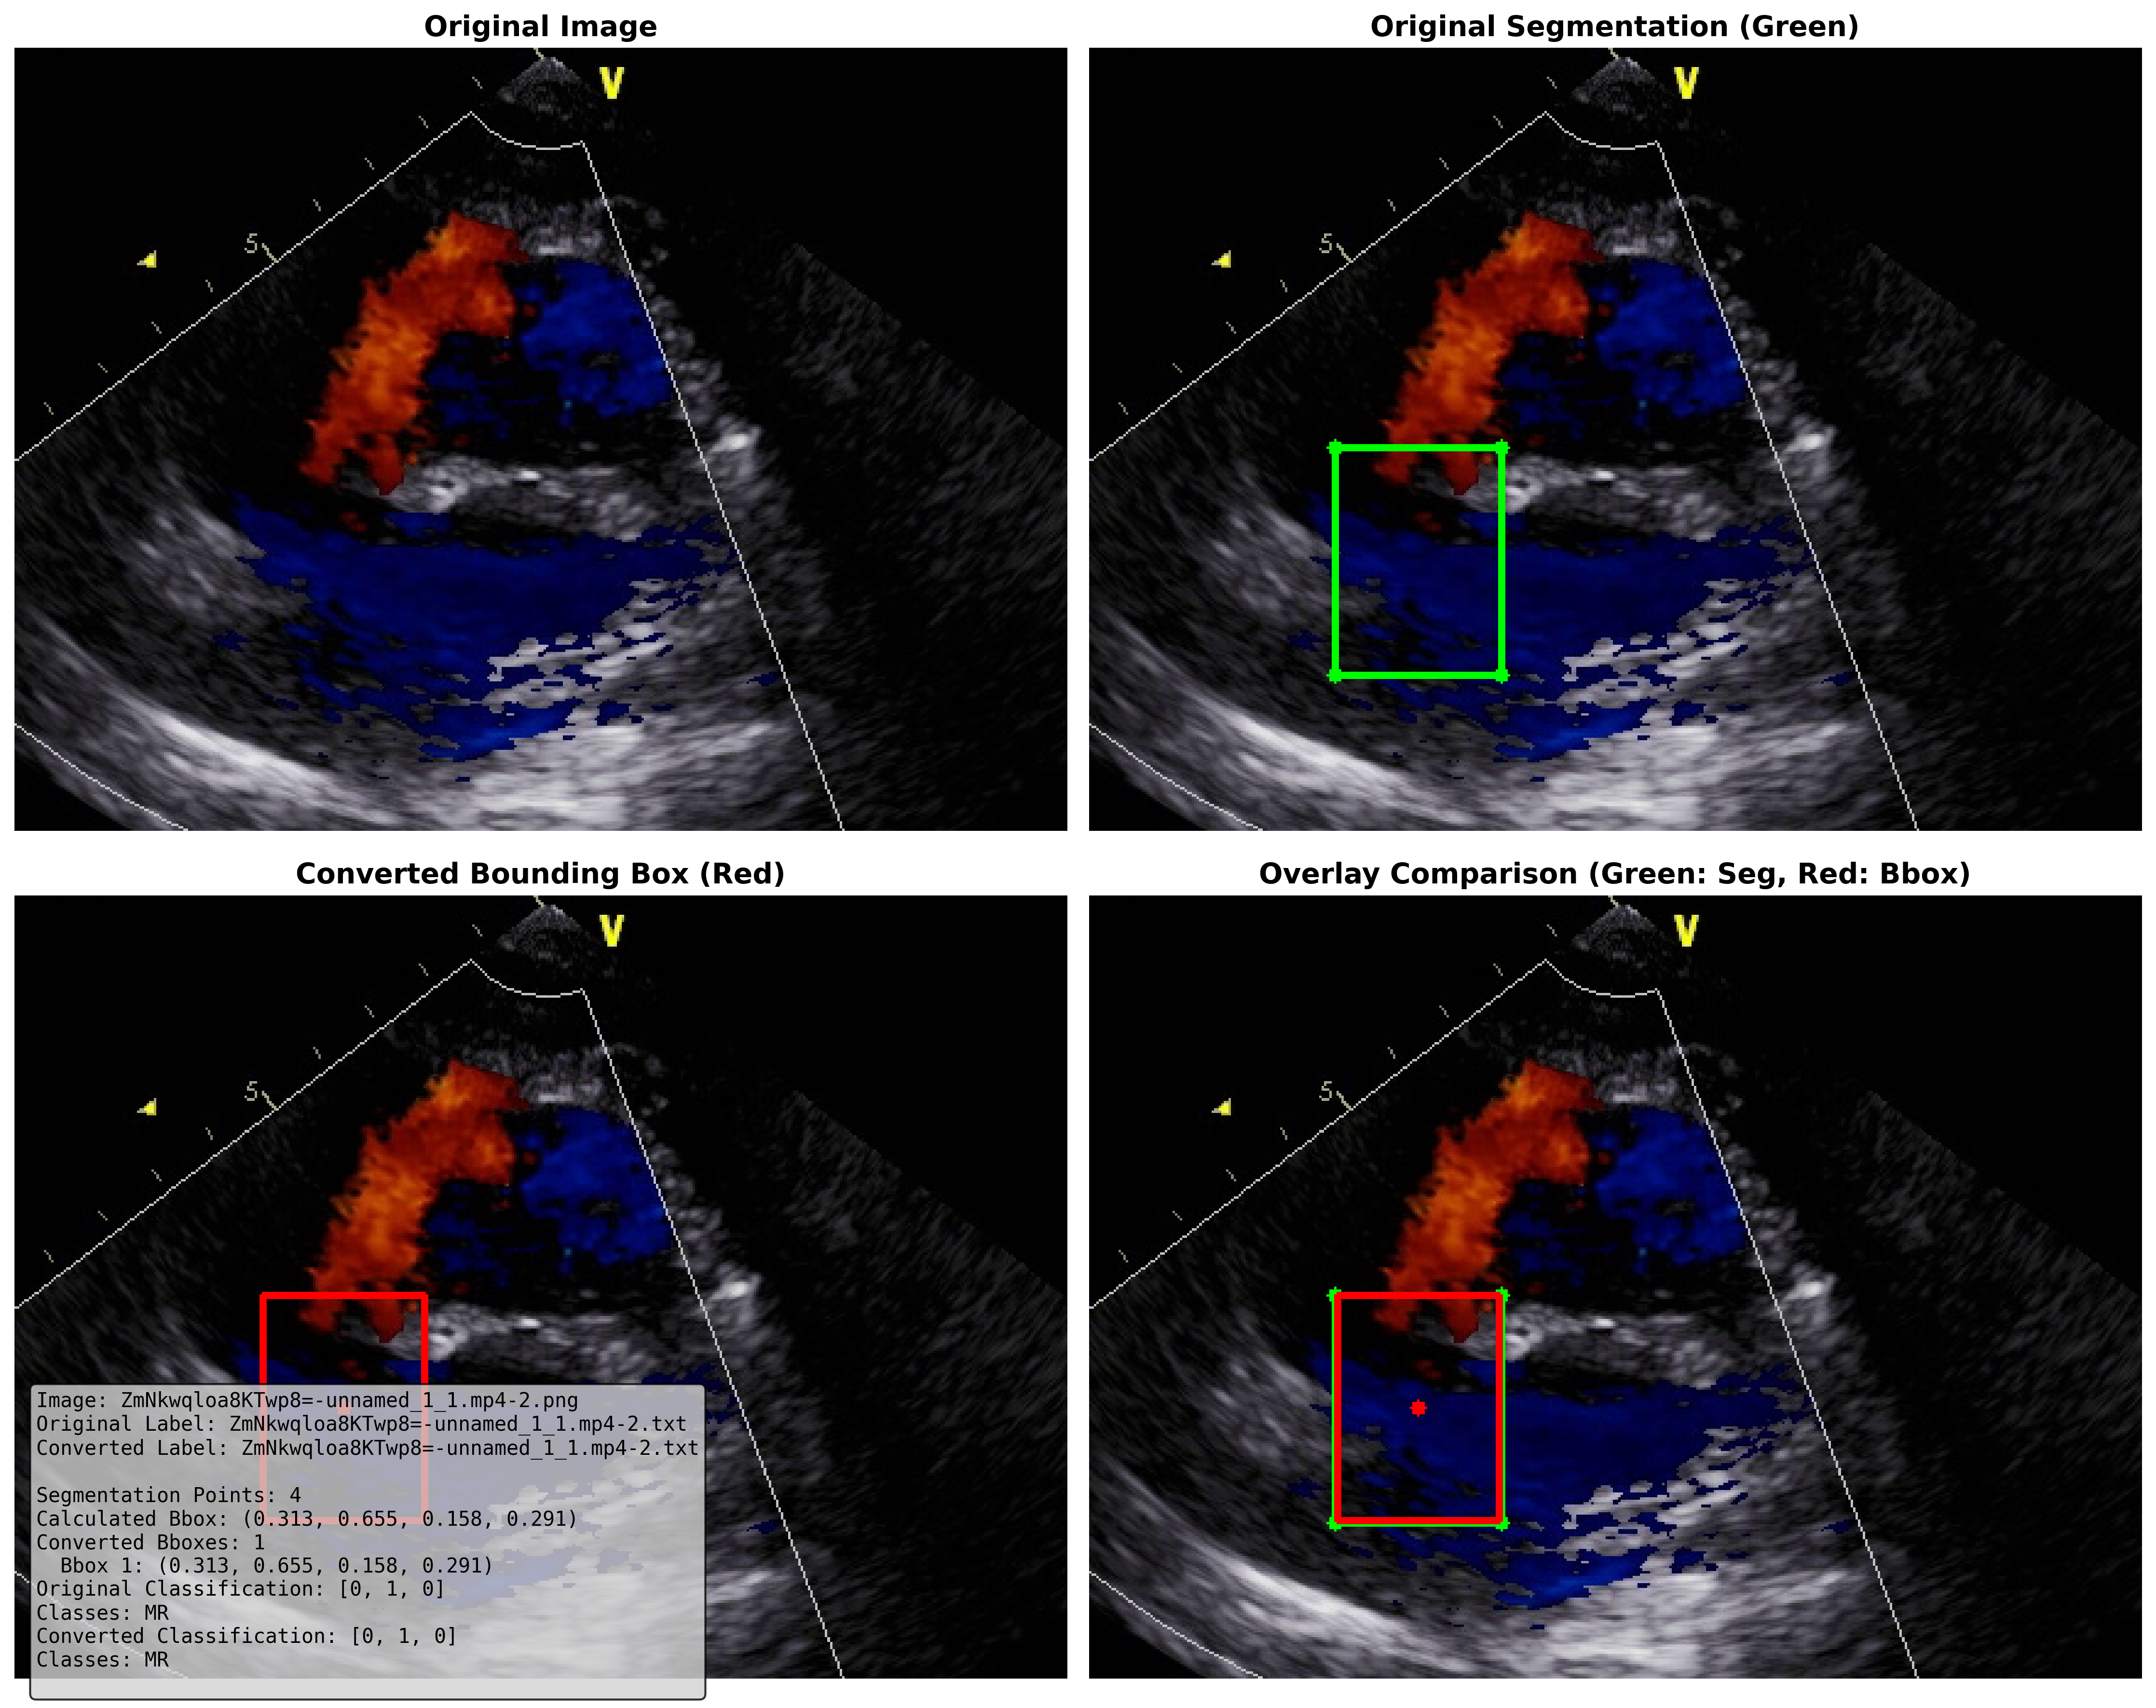 Original Image
Original Segmentation (Green)
V
5
V
5
Converted Bounding Box (Red)
Overlay Comparison (Green: Seg, Red: Bbox)
V
5
V
5
Image: ZmNkwqloa8KTwp8=-unnamed_1_1.mp4-2.png
Original Label: ZmNkwqloa8KTwp8=-unnamed_1_1.mp4-2.txt
Converted Label: ZmNkwqloa8KTwp8=-unnamed_1_1.mp4-2.txt
Segmentation Points: 4
Calculated Bbox: (0.313, 0.655, 0.158, 0.291)
Converted Bboxes: 1
Bbox 1: (0.313, 0.655, 0.158, 0.291)
Original Classification: [0, 1, 0]
Classes: MR
Converted Classification: [0, 1, 0]
Classes: MR